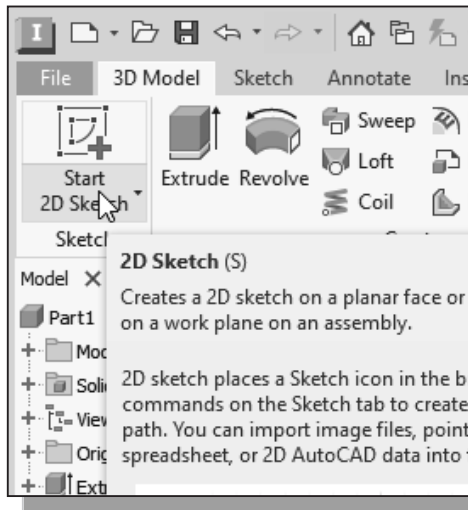 I
File 3D Model Sketch Annotate
Start
2D Sketch
Extrude Revolve
Sweep
Loft
Coil
2D Sketch (S)
Creates a 2D sketch on a planar face or
on a work plane on an assembly.
Model
Part1
2D sketch places a Sketch icon in the
commands on the Sketch tab to create
path. You can import image files, point
spreadsheet, or 2D AutoCAD data into